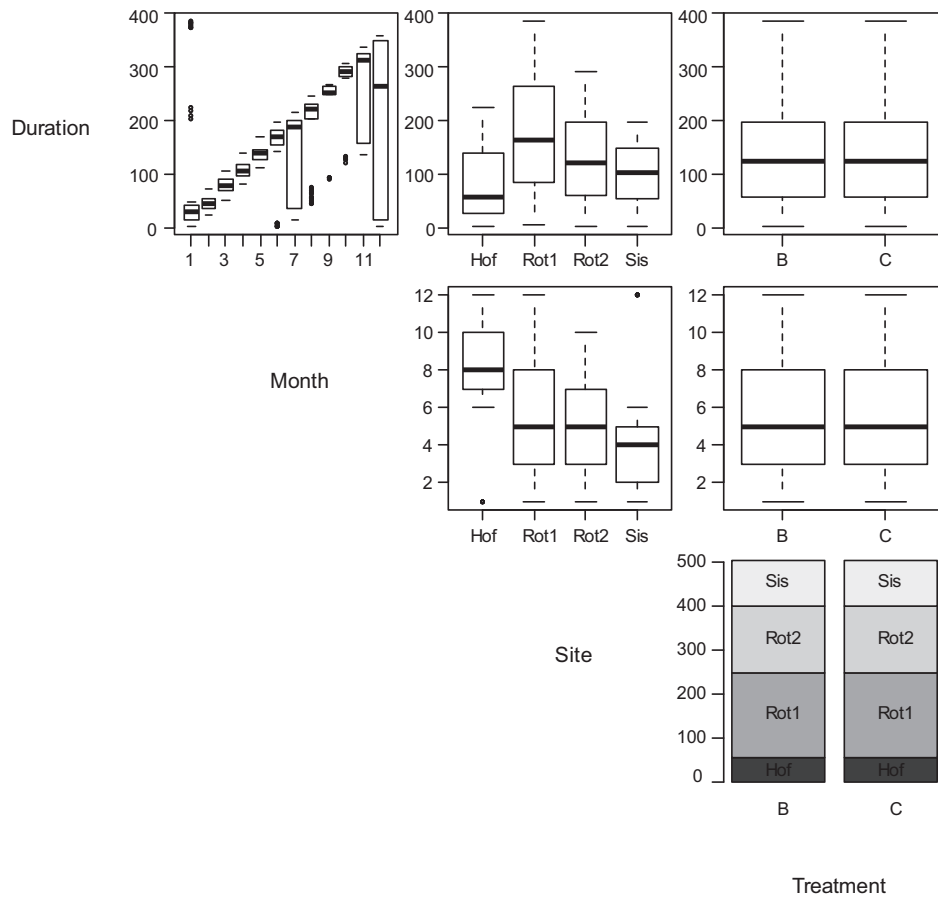 400
300
200
100
0
Duration
1 3 5 7 9 11
Hof Rot1 Rot2 Sis
B C
12
10
8
6
4
2
Month
Hof Rot1 Rot2 Sis
B C
500
400
300
200
100
0
Site
Sis Sis
Rot2 Rot2
Rot1 Rot1
Hof Hof
B C
Treatment
400
300
200
100
0
400
300
200
100
0
12
10
8
6
4
2